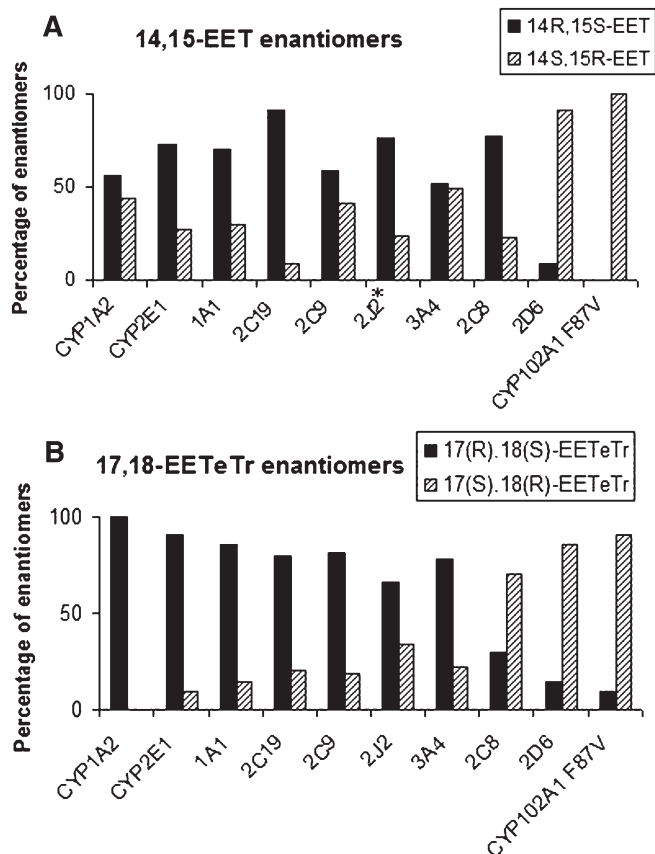 A
14,15-EET enantiomers
14R,15S-EET
14S,15R-EET
Percentage of enantiomers
100
50
0
CYP1A2
CYP2E1
1A1
2C19
2C9
2J2*
3A4
2C8
2D6
CYP102A1 F87V
B
17,18-EETeTr enantiomers
17(R).18(S)-EETeTr
17(S).18(R)-EETeTr
Percentage of enantiomers
100
50
0
CYP1A2
CYP2E1
1A1
2C19
2C9
2J2
3A4
2C8
2D6
CYP102A1 F87V